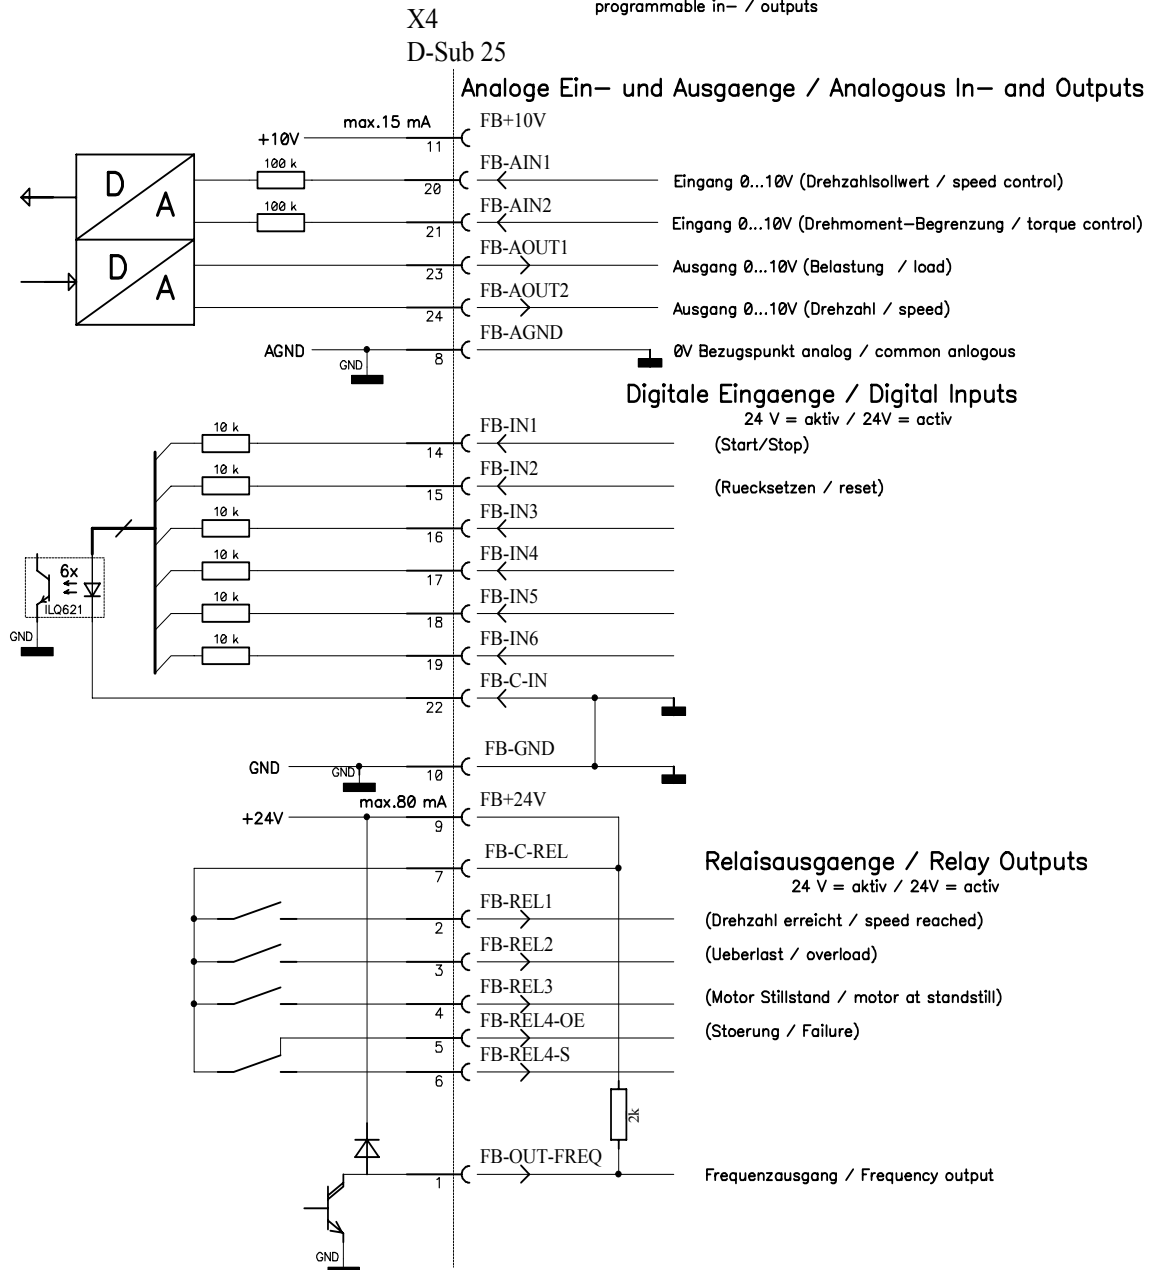 programmable in- / outputs
X4
D-Sub 25
Analoge Ein- und Ausgaenge / Analogous In- and Outputs
max.15 mA
FB+10V
+10V
11
100 k
FB-AIN1
D
A
20
Eingang 0...10V (Drehzahlsollwert / speed control)
100 k
FB-AIN2
21
Eingang 0...10V (Drehmoment-Begrenzung / torque control)
D
A
FB-AOUT1
23
Ausgang 0...10V (Belastung / load)
FB-AOUT2
24
Ausgang 0...10V (Drehzahl / speed)
FB-AGND
AGND
GND
8
0V Bezugspunkt analog / common anlogous
Digitale Eingaenge / Digital Inputs
24 V = aktiv / 24V = activ
10 k
FB-IN1
14
(Start/Stop)
10 k
FB-IN2
15
(Ruecksetzen / reset)
10 k
FB-IN3
16
10 k
FB-IN4
17
6x
ILQ621
GND
10 k
FB-IN5
18
10 k
FB-IN6
19
FB-C-IN
22
FB-GND
GND
GND
10
max.80 mA
FB+24V
+24V
9
FB-C-REL
7
Relaisausgaenge / Relay Outputs
24 V = aktiv / 24V = activ
FB-REL1
2
(Drehzahl erreicht / speed reached)
FB-REL2
3
(Ueberlast / overload)
FB-REL3
4
(Motor Stillstand / motor at standstill)
FB-REL4-OE
5
(Stoerung / Failure)
FB-REL4-S
6
2k
FB-OUT-FREQ
1
Frequenzausgang / Frequency output
GND